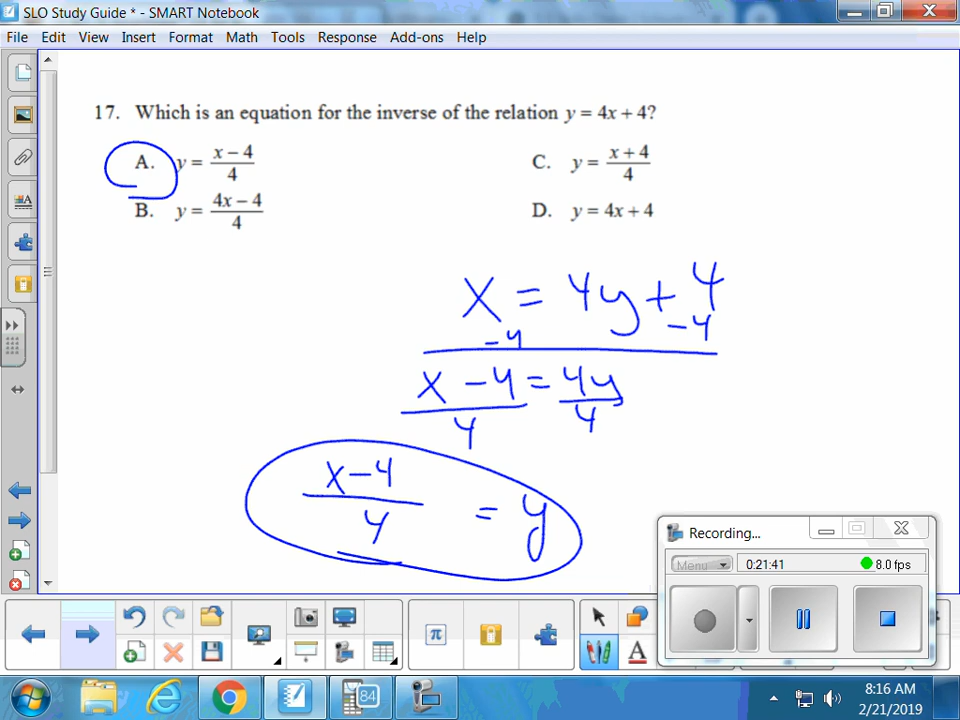 SLO Study Guide * - SMART Notebook
File Edit View Insert Format Math Tools Response Add-ons Help
17. Which is an equation for the inverse of the relation y = 4x + 4?
A. y = (x − 4)/4
C. y = (x + 4)/4
B. y = (4x − 4)/4
D. y = 4x + 4
x = 4y + 4
−4 −4
x − 4 = 4y
4 4
x − 4
4 = y
Recording...
Menu 0:21:41 8.0 fps
π A
84
8:16 AM
2/21/2019